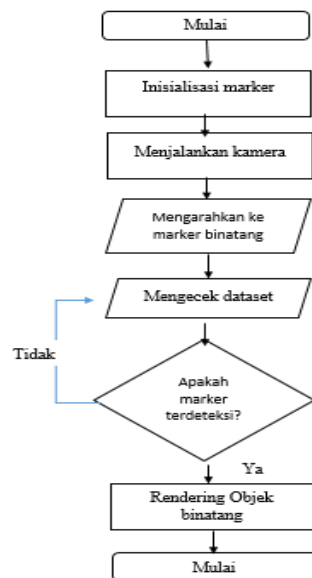 Mulai
Inisialisasi marker
Menjalankan kamera
Mengarahkan ke
marker binatang
Mengecek dataset
Tidak
Apakah
marker
terdeteksi?
Ya
Rendering Objek
binatang
Mulai